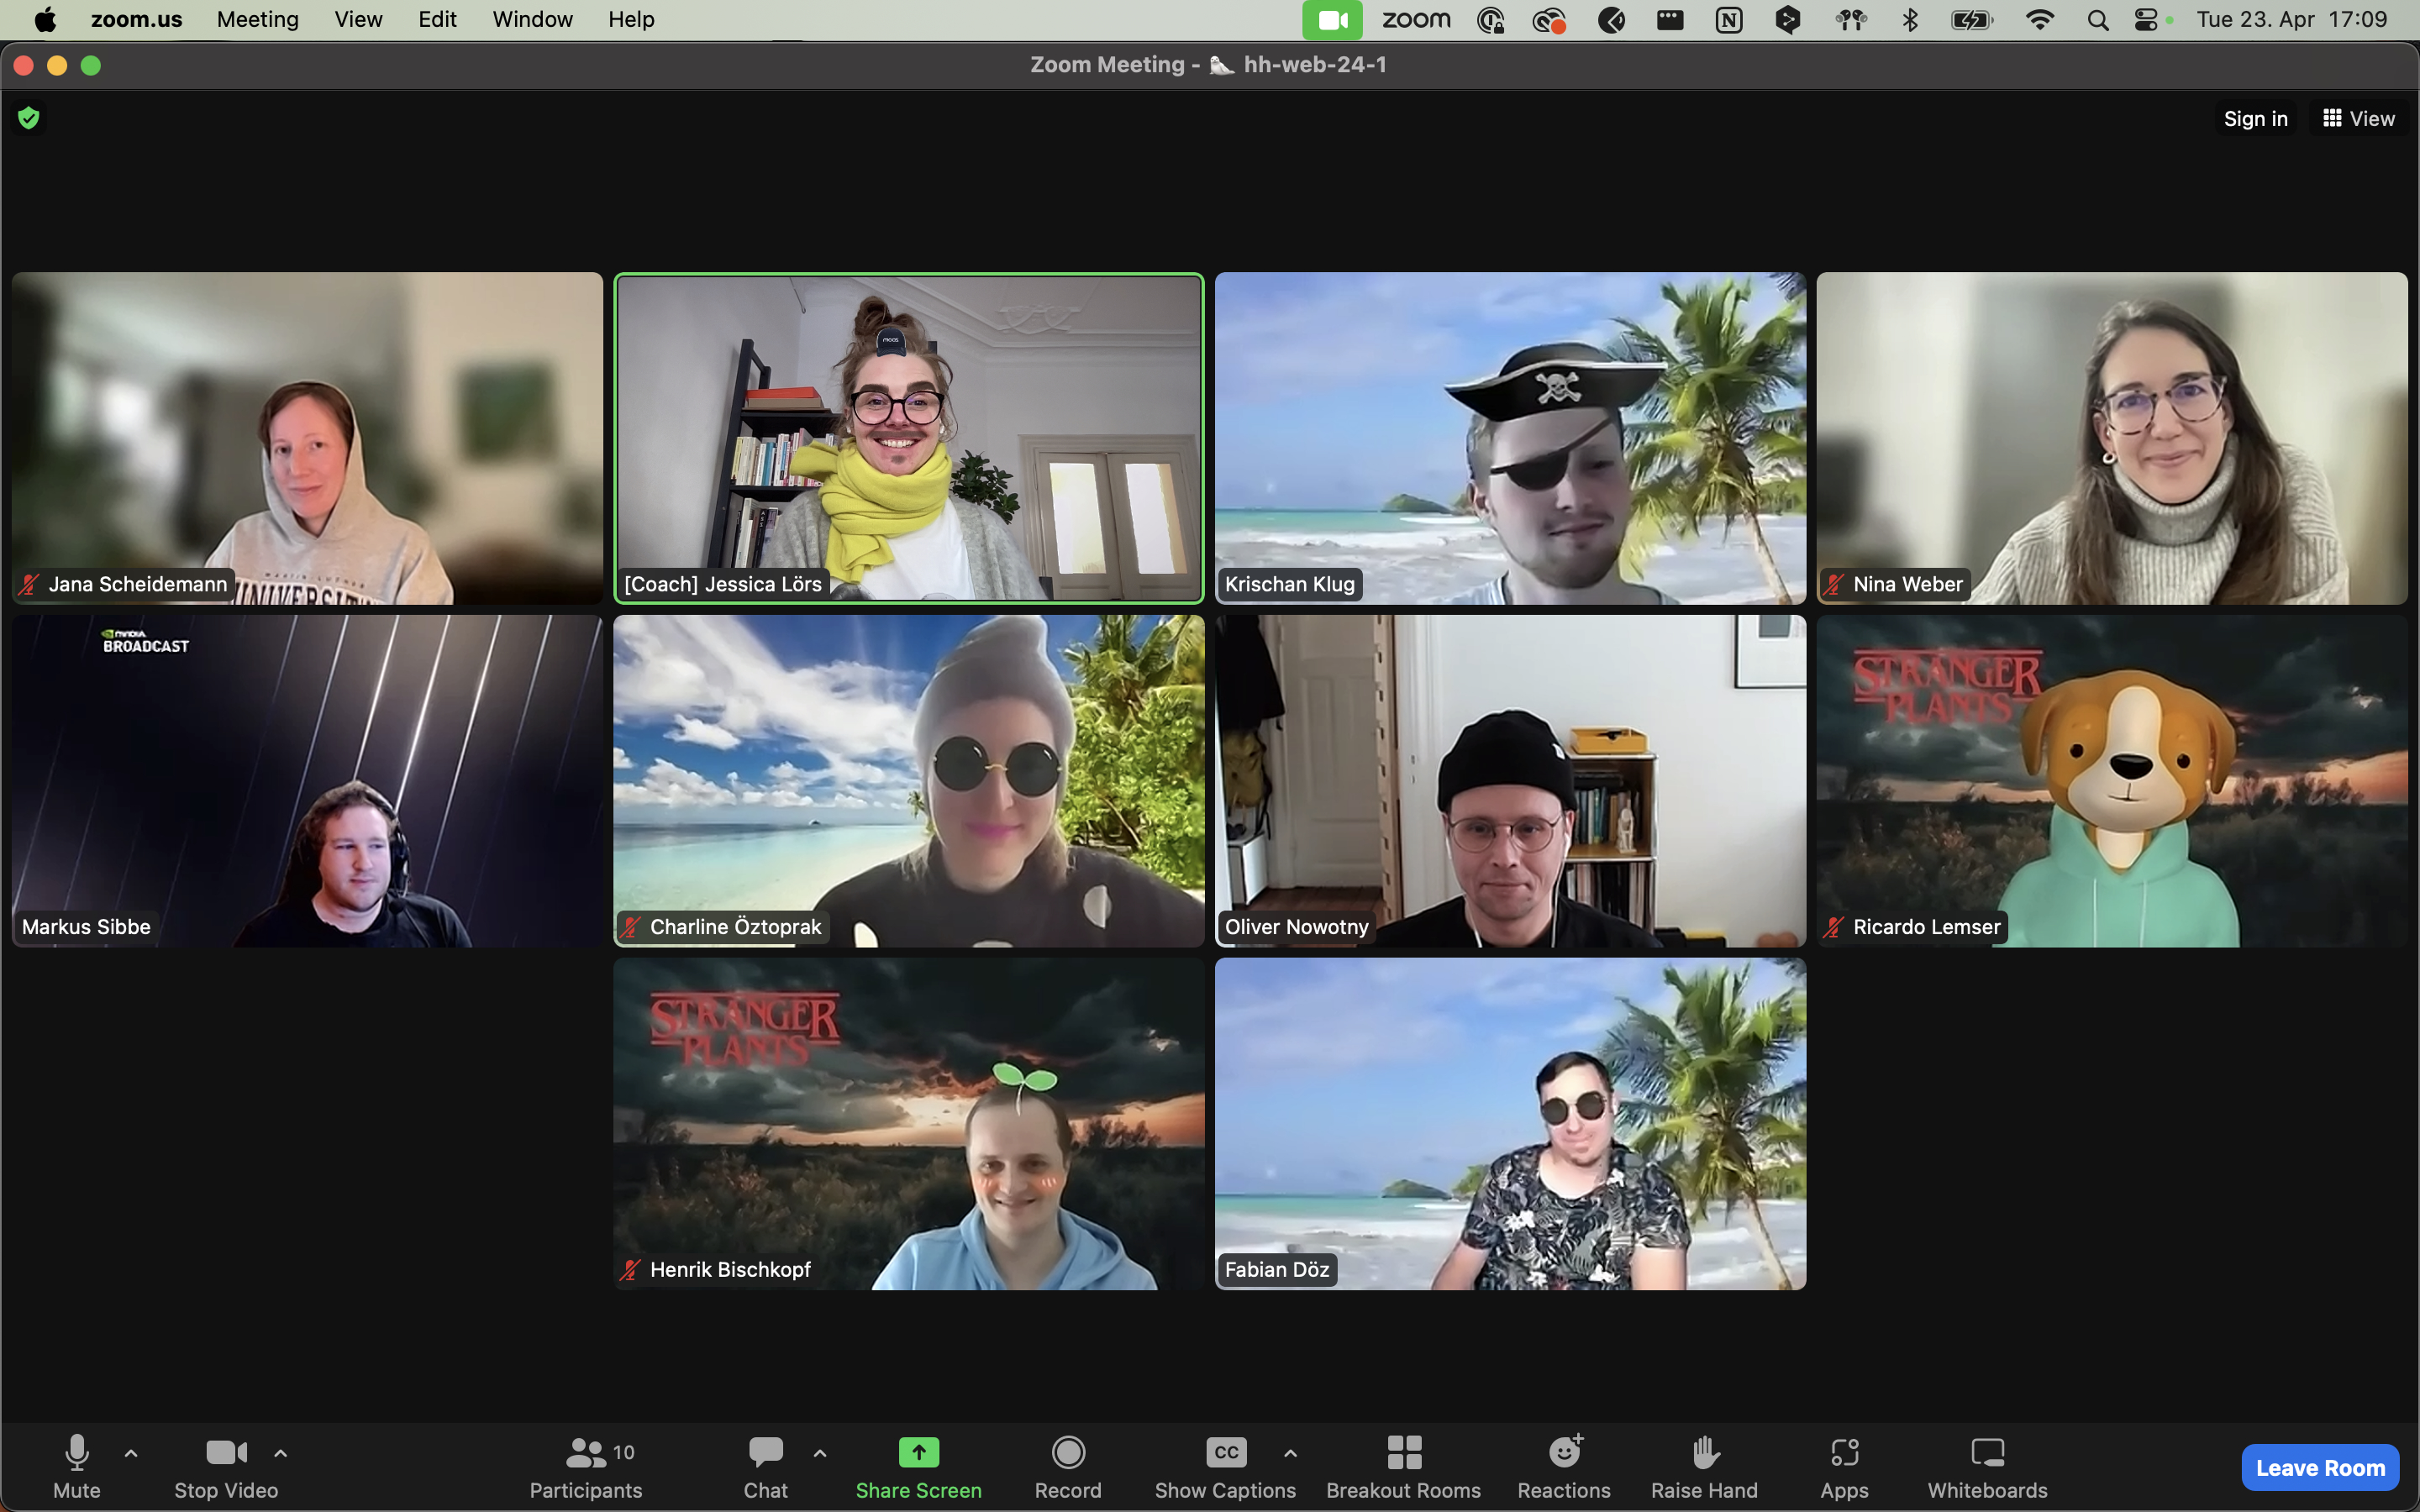 zoom.us Meeting View Edit Window Help zoom Tue 23. Apr 17:09
Zoom Meeting - hh-web-24-1
Sign in View
mocs
UNIVERSITY
Jana Scheidemann
[Coach] Jessica Lörs
Krischan Klug
Nina Weber
NVIDIA.
BROADCAST
STRANGER
PLANTS
Markus Sibbe
Charline Öztoprak
Oliver Nowotny
Ricardo Lemser
STRANGER
PLANTS
Henrik Bischkopf
Fabian Döz
10
CC
Mute Stop Video Participants Chat Share Screen Record Show Captions Breakout Rooms Reactions Raise Hand Apps Whiteboards
Leave Room